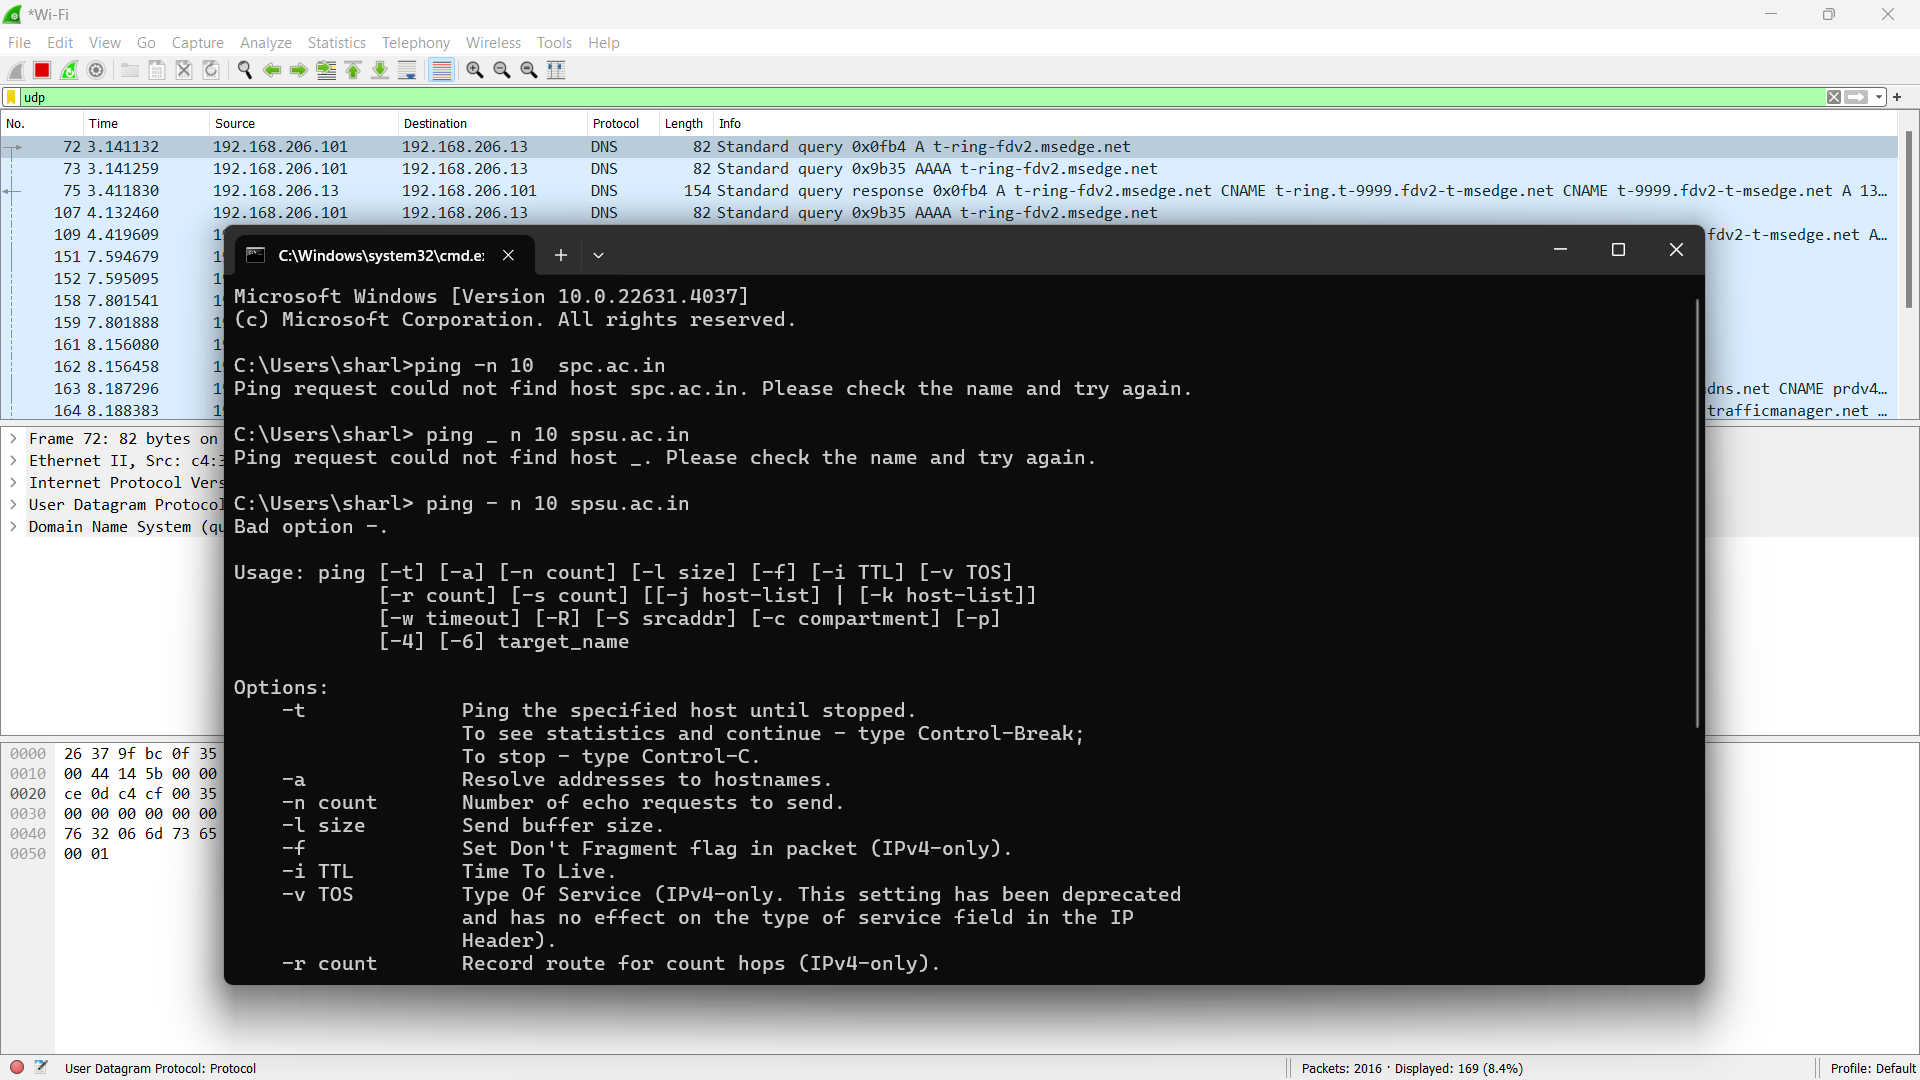 *Wi-Fi
File Edit View Go Capture Analyze Statistics Telephony Wireless Tools Help
udp
No. Time Source Destination Protocol Length Info
72 3.141132 192.168.206.101 192.168.206.13 DNS 82 Standard query 0x0fb4 A t-ring-fdv2.msedge.net
73 3.141259 192.168.206.101 192.168.206.13 DNS 82 Standard query 0x9b35 AAAA t-ring-fdv2.msedge.net
75 3.411830 192.168.206.13 192.168.206.101 DNS 154 Standard query response 0x0fb4 A t-ring-fdv2.msedge.net CNAME t-ring.t-9999.fdv2-t-msedge.net CNAME t-9999.fdv2-t-msedge.net A 13…
107 4.132460 192.168.206.101 192.168.206.13 DNS 82 Standard query 0x9b35 AAAA t-ring-fdv2.msedge.net
109 4.419609 19 fdv2-t-msedge.net A…
151 7.594679 19
152 7.595095 19
158 7.801541 19
159 7.801888 19
161 8.156080 19
162 8.156458 19
163 8.187296 19 dns.net CNAME prdv4…
164 8.188383 19 trafficmanager.net …
Frame 72: 82 bytes on
Ethernet II, Src: c4:3
Internet Protocol Vers
User Datagram Protocol
Domain Name System (qu
0000 26 37 9f bc 0f 35
0010 00 44 14 5b 00 00
0020 ce 0d c4 cf 00 35
0030 00 00 00 00 00 00
0040 76 32 06 6d 73 65
0050 00 01
C:\Windows\system32\cmd.e:
Microsoft Windows [Version 10.0.22631.4037]
(c) Microsoft Corporation. All rights reserved.
C:\Users\sharl>ping -n 10  spc.ac.in
Ping request could not find host spc.ac.in. Please check the name and try again.
C:\Users\sharl> ping _ n 10 spsu.ac.in
Ping request could not find host _. Please check the name and try again.
C:\Users\sharl> ping - n 10 spsu.ac.in
Bad option -.
Usage: ping [-t] [-a] [-n count] [-l size] [-f] [-i TTL] [-v TOS]
[-r count] [-s count] [[-j host-list] | [-k host-list]]
[-w timeout] [-R] [-S srcaddr] [-c compartment] [-p]
[-4] [-6] target_name
Options:
-t Ping the specified host until stopped.
To see statistics and continue - type Control-Break;
To stop - type Control-C.
-a Resolve addresses to hostnames.
-n count Number of echo requests to send.
-l size Send buffer size.
-f Set Don't Fragment flag in packet (IPv4-only).
-i TTL Time To Live.
-v TOS Type Of Service (IPv4-only. This setting has been deprecated
and has no effect on the type of service field in the IP
Header).
-r count Record route for count hops (IPv4-only).
User Datagram Protocol: Protocol
Packets: 2016 · Displayed: 169 (8.4%)
Profile: Default